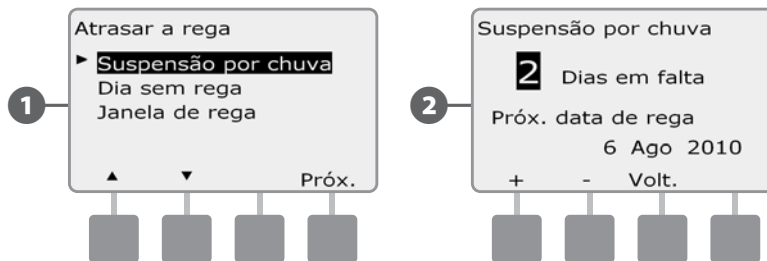 1
Atrasar a rega
► Suspensão por chuva
Dia sem rega
Janela de rega
▲ ▼ Próx.
2
Suspensão por chuva
2 Dias em falta
Próx. data de rega
6 Ago 2010
+ - Volt.